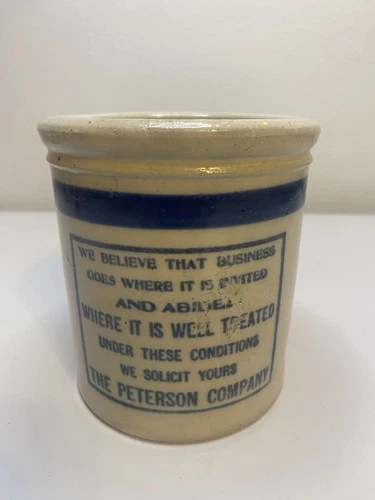 WE BELIEVE THAT BUSINESS
GOES WHERE IT IS INVITED
AND ABIDES
WHERE IT IS WELL TREATED
UNDER THESE CONDITIONS
WE SOLICIT YOURS
THE PETERSON COMPANY